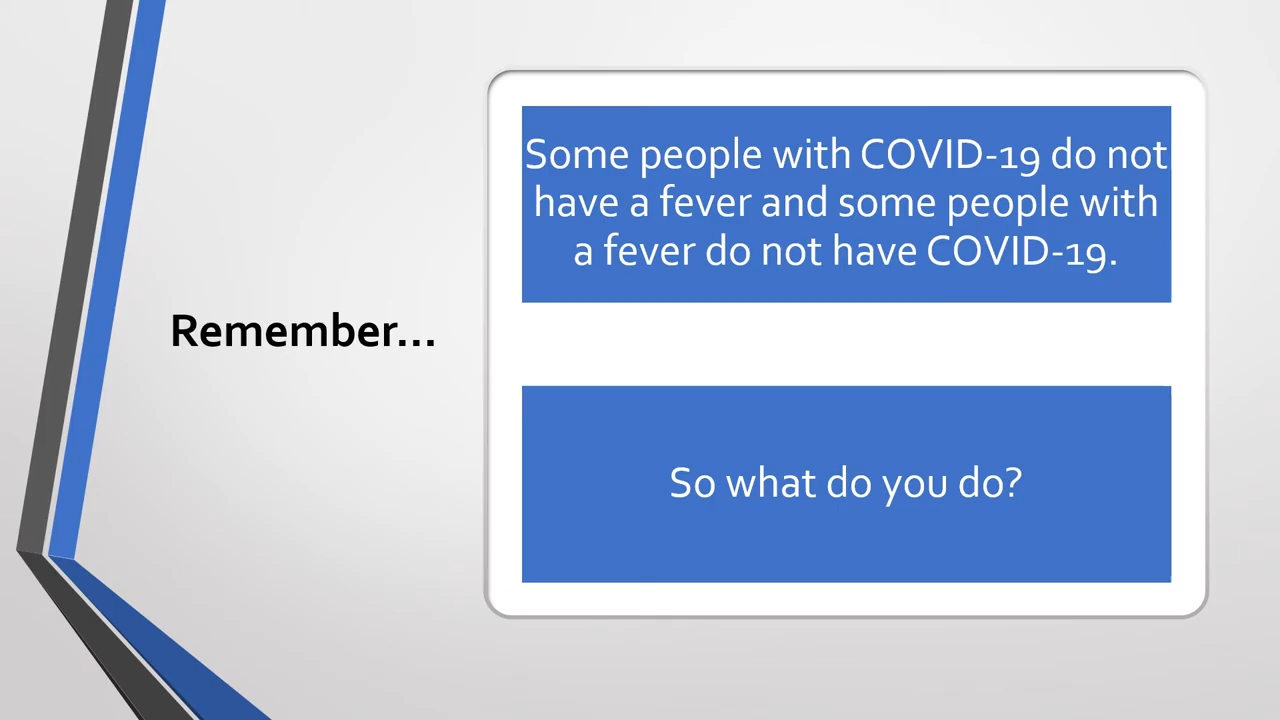 Remember...
Some people with COVID-19 do not
have a fever and some people with
a fever do not have COVID-19.
So what do you do?